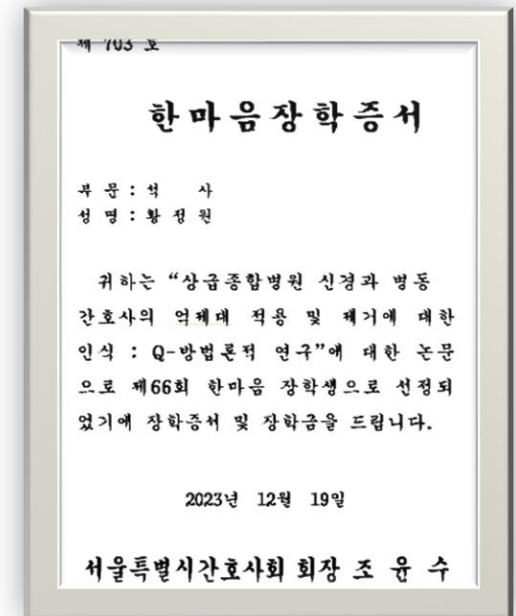 제 703 호
한마음장학증서
부 문 : 석 사
성 명 : 황 정 원
귀하는 “상급종합병원 신경과 병동
간호사의 억제대 적용 및 제거에 대한
인식 : Q-방법론적 연구”에 대한 논문
으로 제66회 한마음 장학생으로 선정되
었기에 장학증서 및 장학금을 드립니다.
2023년 12월 19일
서울특별시간호사회 회장 조 윤 수